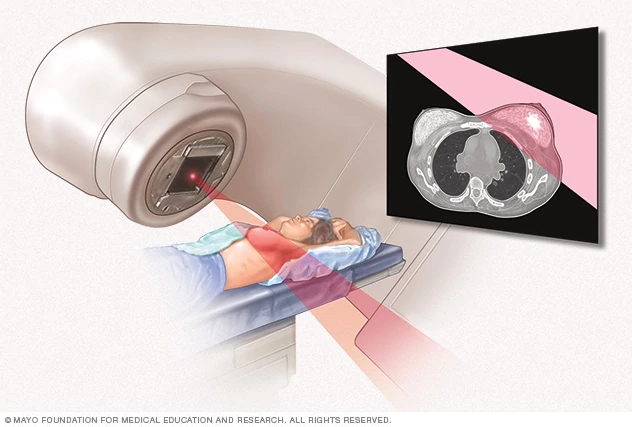 © MAYO FOUNDATION FOR MEDICAL EDUCATION AND RESEARCH. ALL RIGHTS RESERVED.